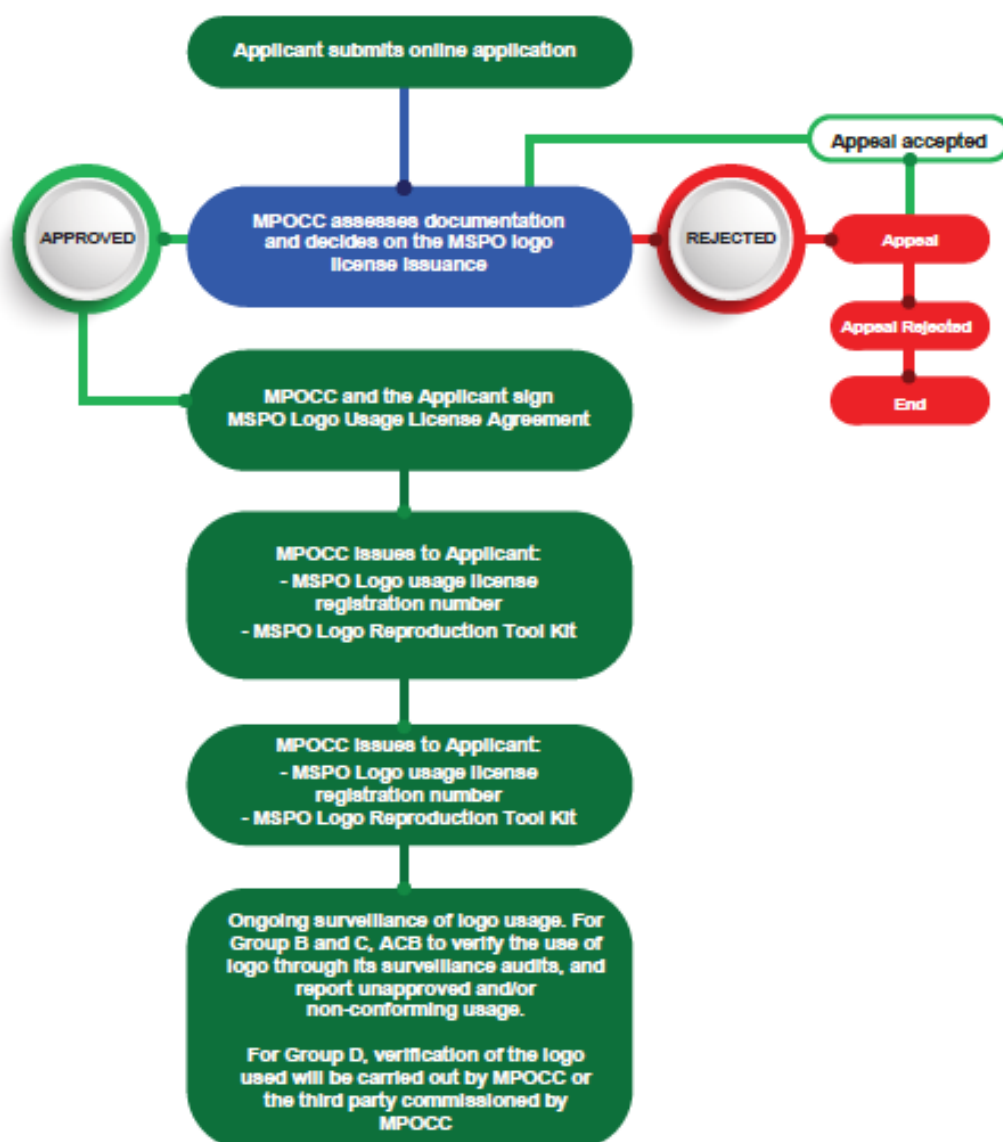 Applicant submits online application
Appeal accepted
APPROVED
MPOCC assesses documentation
and decides on the MSPO logo
license issuance
REJECTED
Appeal
Appeal Rejected
End
MPOCC and the Applicant sign
MSPO Logo Usage License Agreement
MPOCC issues to Applicant:
- MSPO Logo usage license
registration number
- MSPO Logo Reproduction Tool Kit
MPOCC issues to Applicant:
- MSPO Logo usage license
registration number
- MSPO Logo Reproduction Tool Kit
Ongoing surveillance of logo usage. For
Group B and C, ACB to verify the use of
logo through its surveillance audits, and
report unapproved and/or
non-conforming usage.
For Group D, verification of the logo
used will be carried out by MPOCC or
the third party commissioned by
MPOCC